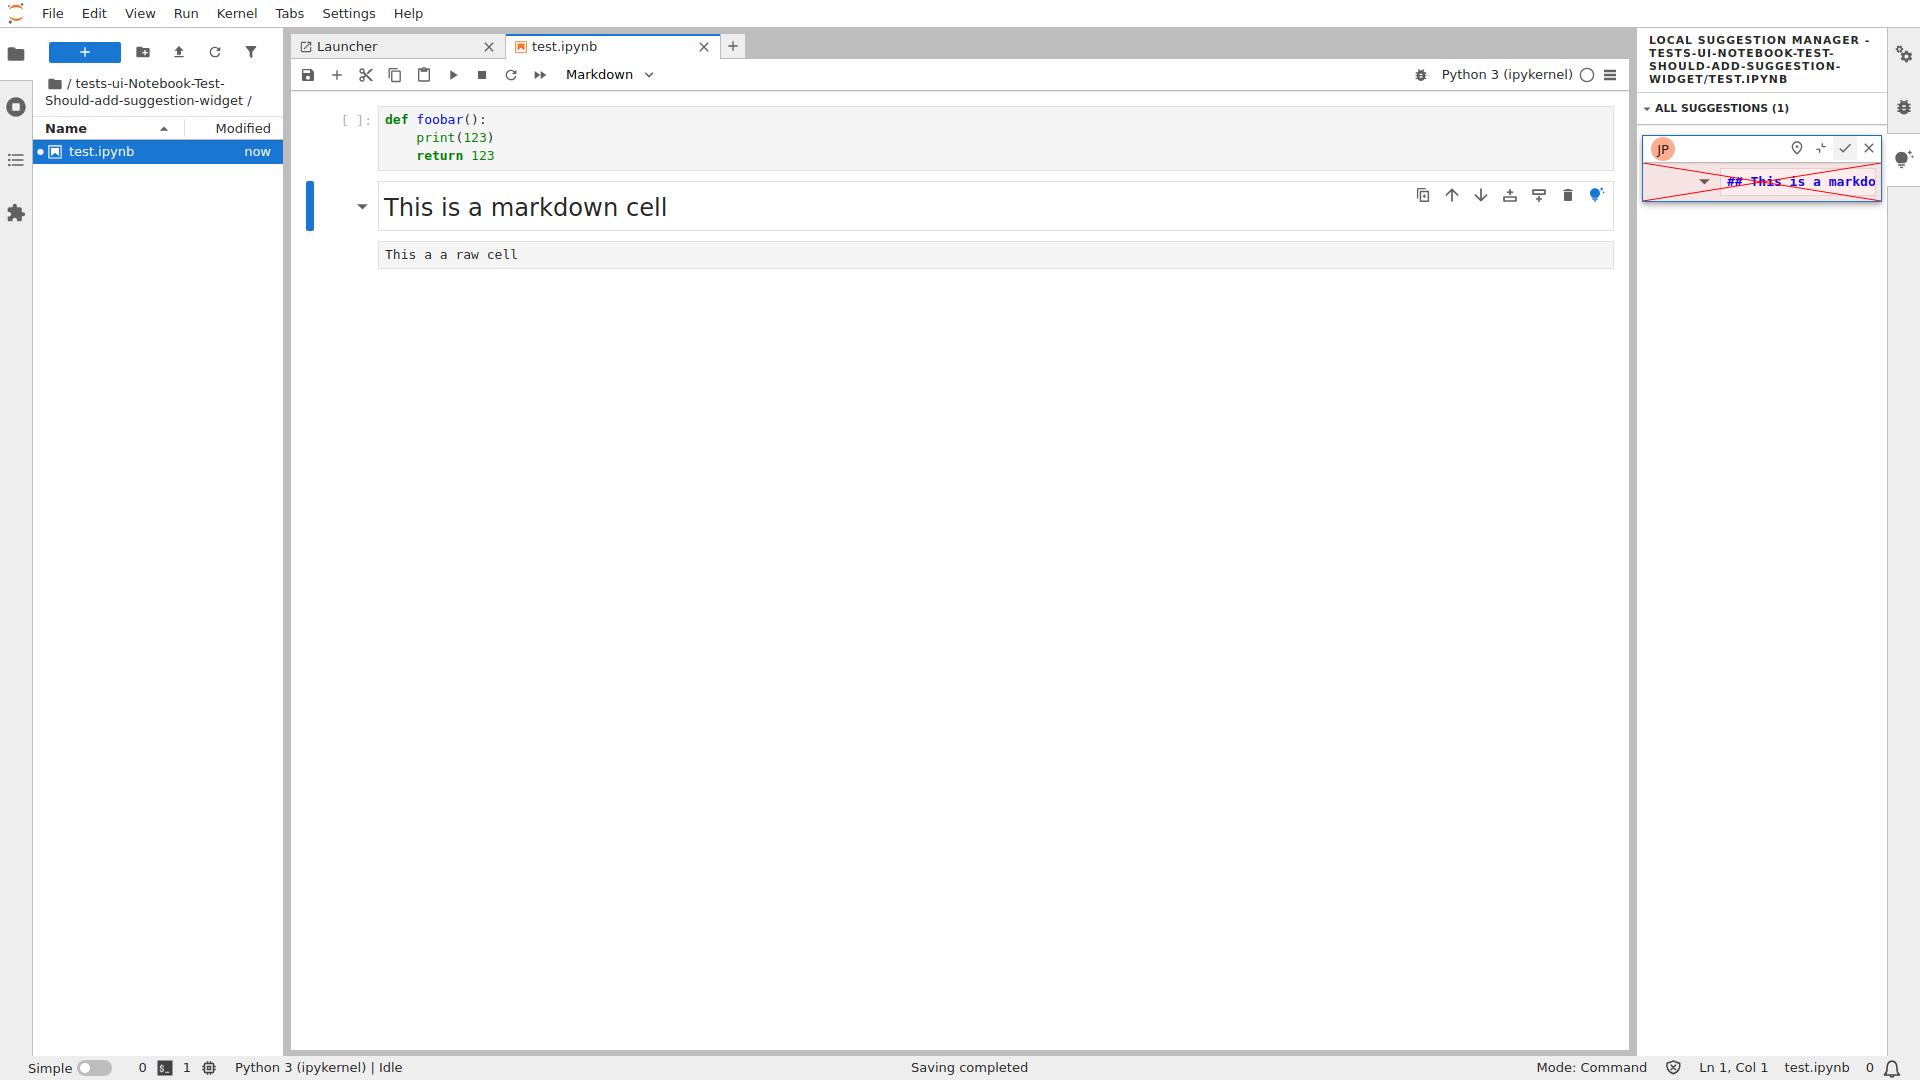 File Edit View Run Kernel Tabs Settings Help
/ tests-ui-Notebook-Test-
Should-add-suggestion-widget /
Name Modified
test.ipynb now
Launcher
test.ipynb
Markdown
Python 3 (ipykernel)
[ ]: def foobar():
print(123)
return 123
This is a markdown cell
This a a raw cell
LOCAL SUGGESTION MANAGER -
TESTS-UI-NOTEBOOK-TEST-
SHOULD-ADD-SUGGESTION-
WIDGET/TEST.IPYNB
ALL SUGGESTIONS (1)
JP
## This is a markdo
Simple 0 $_ 1 Python 3 (ipykernel) | Idle Saving completed Mode: Command Ln 1, Col 1 test.ipynb 0